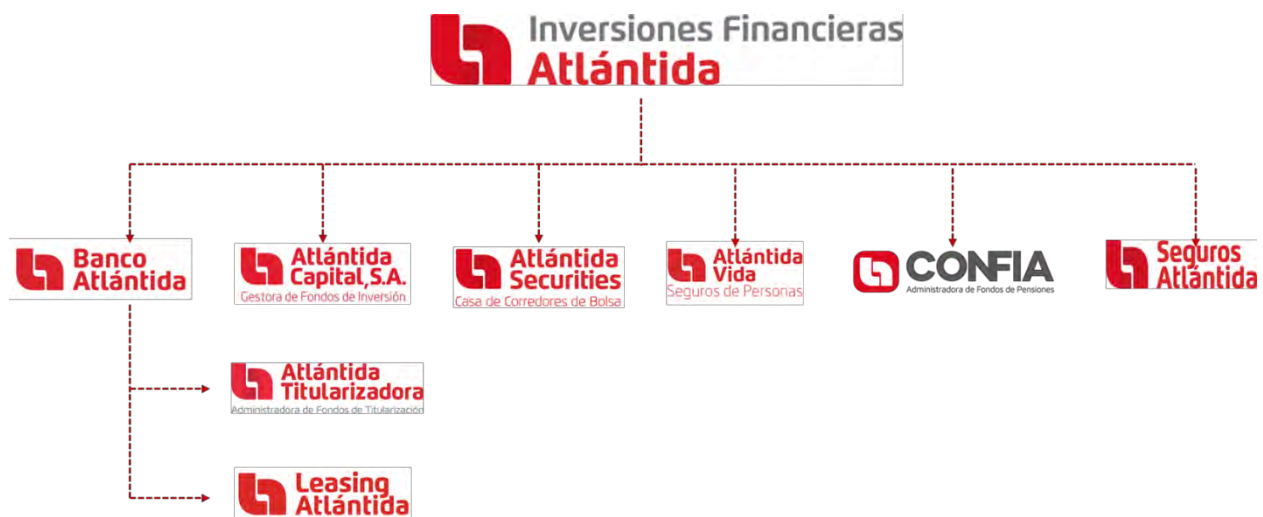 Inversiones Financieras
Atlántida
Banco
Atlántida
Atlántida
Capital, S.A.
Gestora de Fondos de Inversión
Atlántida
Securities
Casa de Corredores de Bolsa
Atlántida
Vida
Seguros de Personas
CONFIA
Administradora de Fondos de Pensiones
Seguros
Atlántida
Atlántida
Titularizadora
Administradora de Fondos de Titularización
Leasing
Atlántida